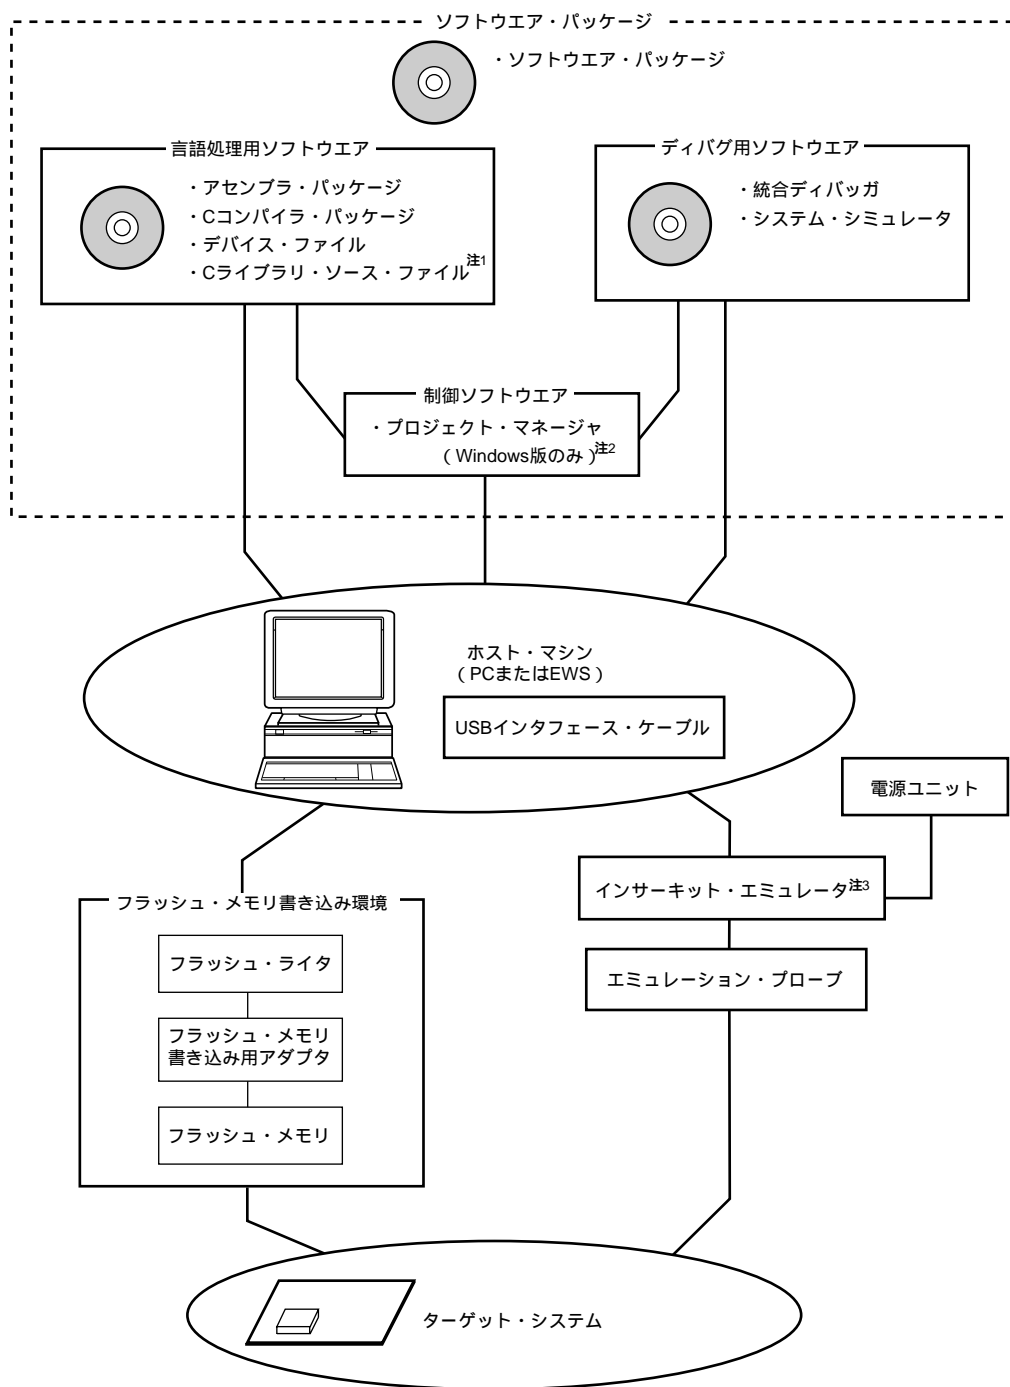 ソフトウエア・パッケージ
・ソフトウエア・パッケージ
言語処理用ソフトウエア
・アセンブラ・パッケージ
・Cコンパイラ・パッケージ
・デバイス・ファイル
・Cライブラリ・ソース・ファイル注1
ディバグ用ソフトウエア
・統合ディバッガ
・システム・シミュレータ
制御ソフトウエア
・プロジェクト・マネージャ
（Windows版のみ）注2
ホスト・マシン
（PCまたはEWS）
USBインタフェース・ケーブル
電源ユニット
インサーキット・エミュレータ注3
エミュレーション・プローブ
フラッシュ・メモリ書き込み環境
フラッシュ・ライタ
フラッシュ・メモリ
書き込み用アダプタ
フラッシュ・メモリ
ターゲット・システム